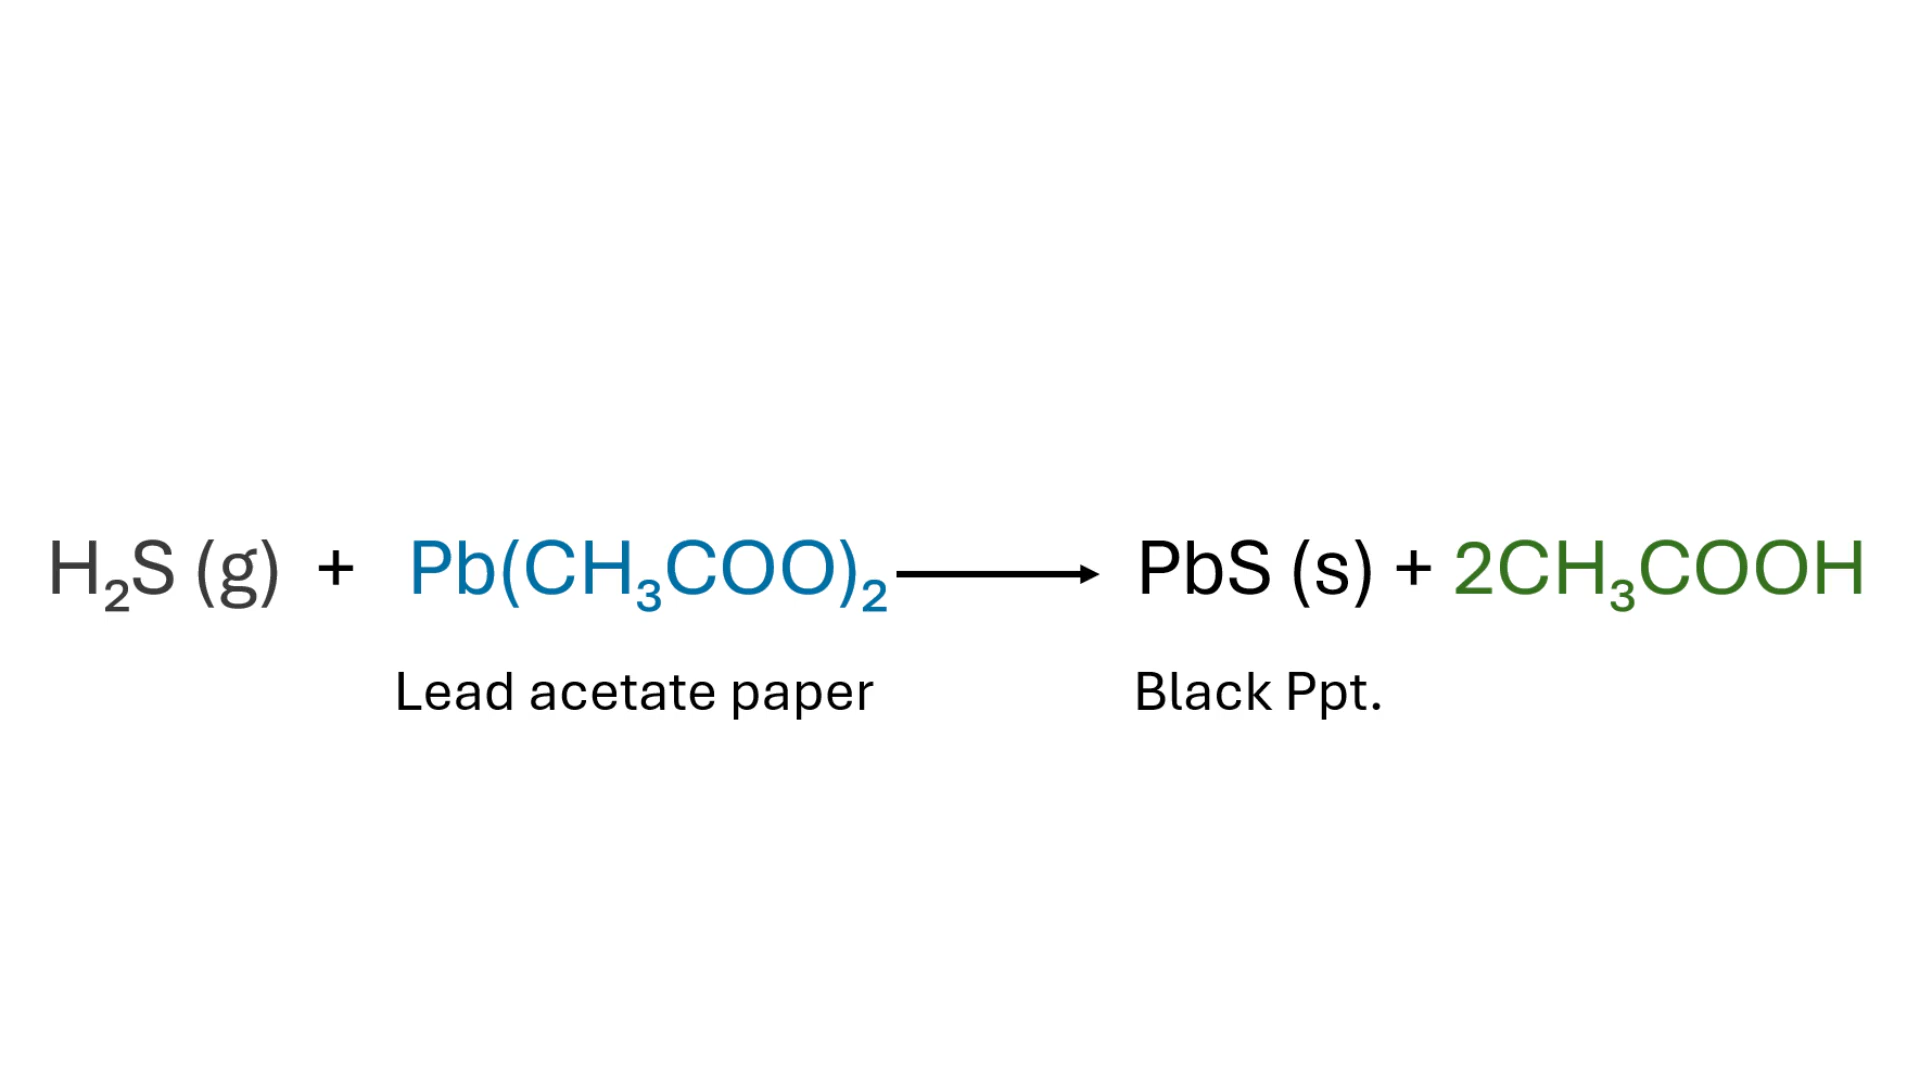 H₂S (g) + Pb(CH₃COO)₂ ⟶ PbS (s) + 2CH₃COOH
Lead acetate paper Black Ppt.